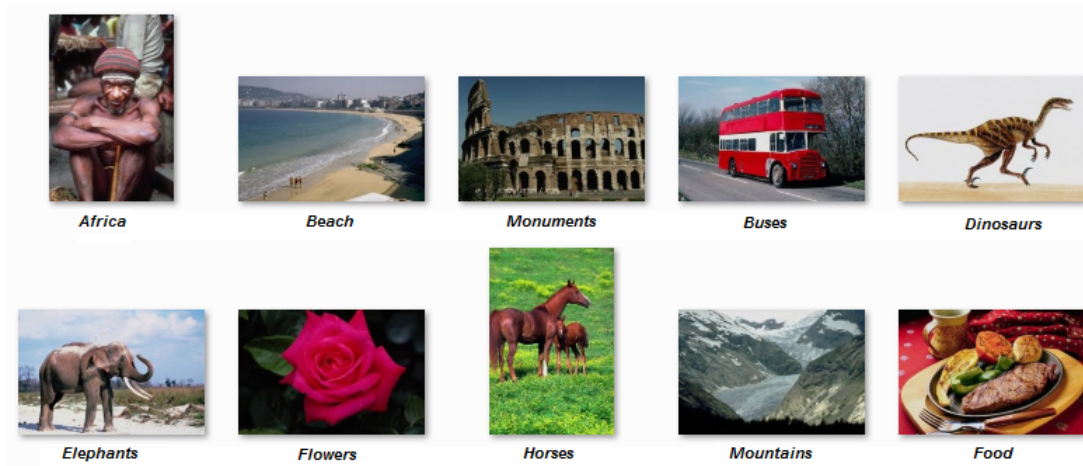 Africa
Beach
Monuments
Buses
Dinosaurs
Elephants
Flowers
Horses
Mountains
Food